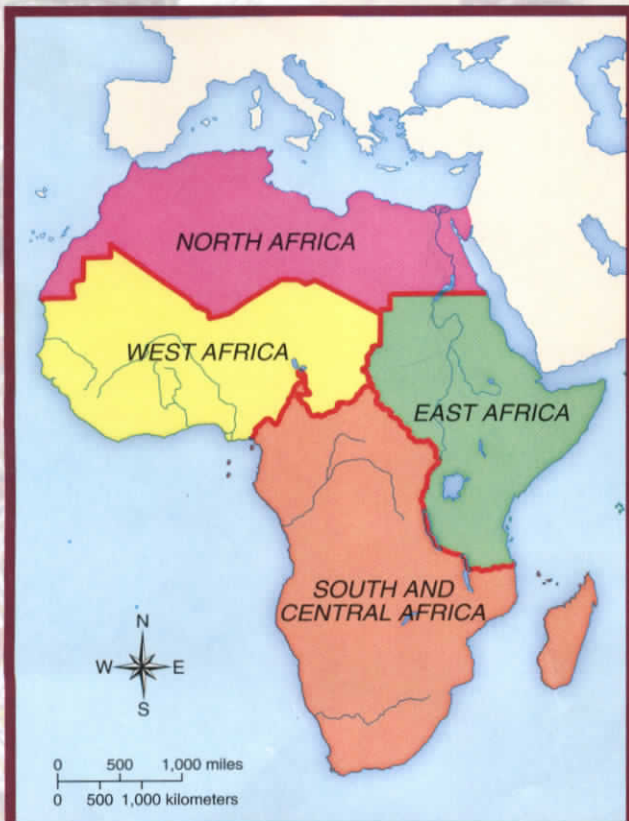 NORTH AFRICA
WEST AFRICA
EAST AFRICA
SOUTH AND
CENTRAL AFRICA
N
W E
S
0 500 1,000 miles
0 500 1,000 kilometers